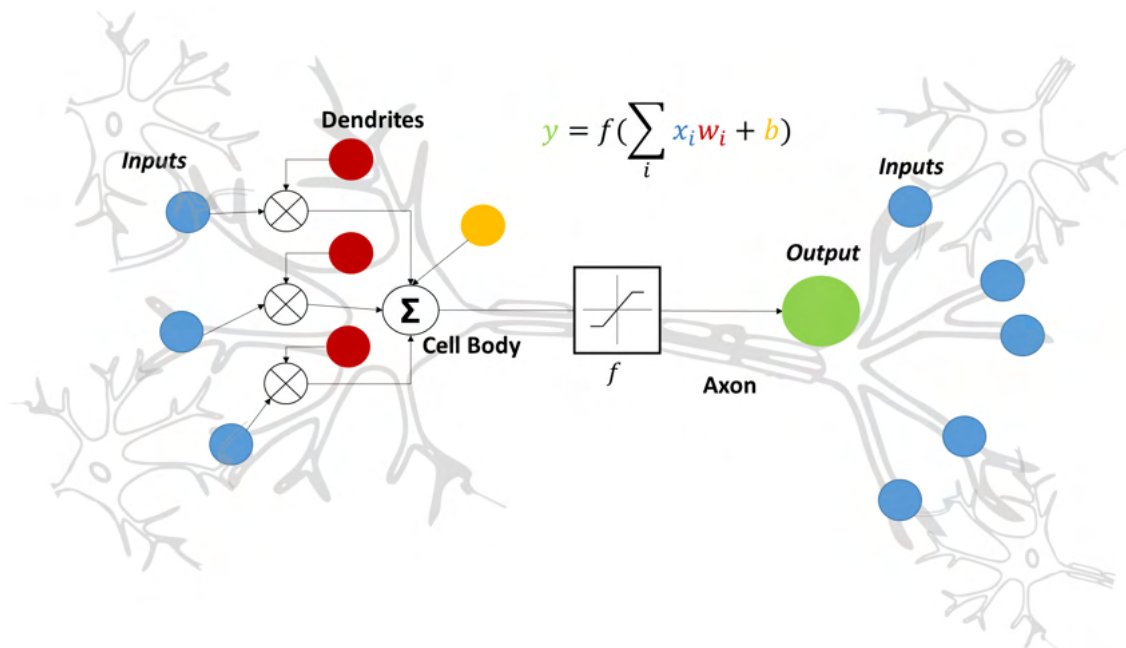 Dendrites
y = f(∑ xᵢwᵢ + b)
i
Inputs
Inputs
Output
Σ
Cell Body
f
Axon